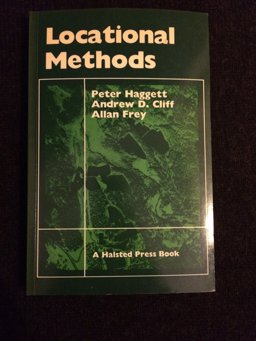 Locational
Methods
Peter Haggett
Andrew D. Cliff
Allan Frey
A Halsted Press Book